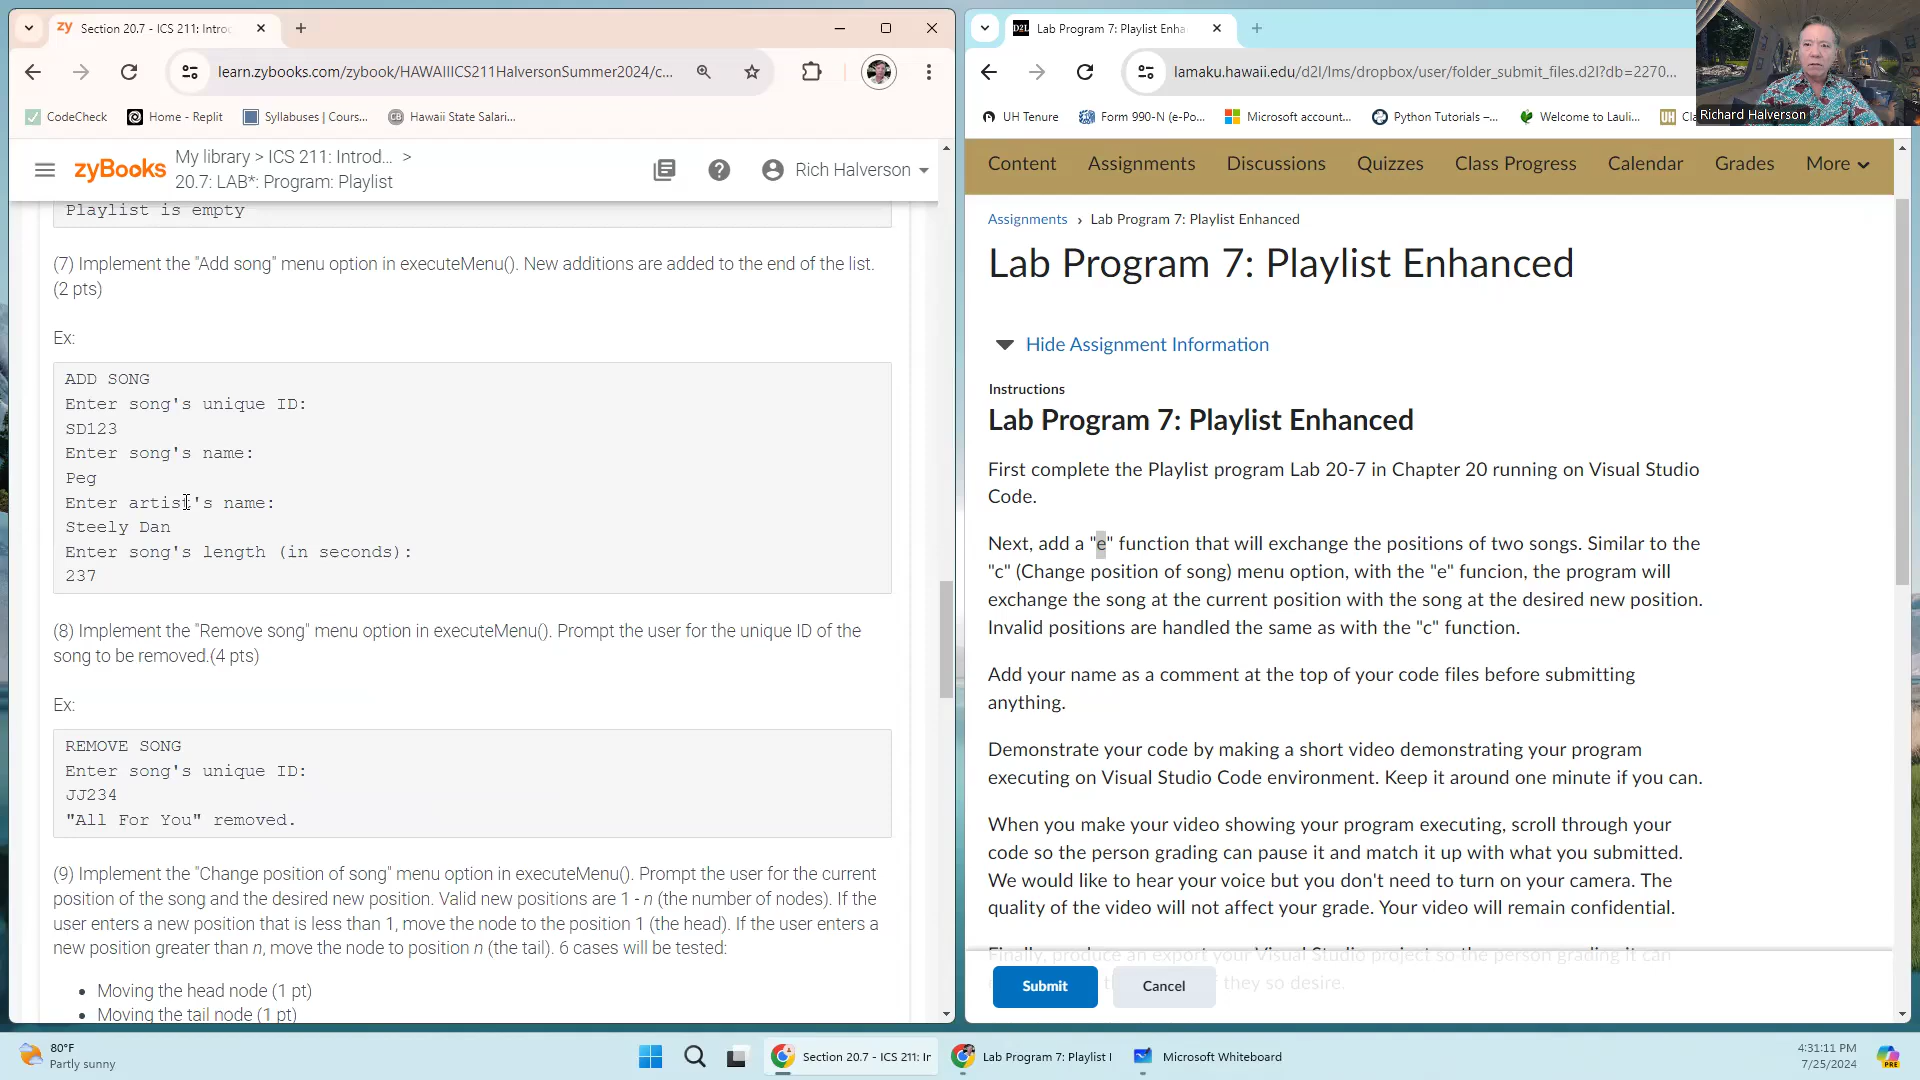 Section 20.7 - ICS 211: Introd
learn.zybooks.com/zybook/HAWAIIICS211HalversonSummer2024/c...
CodeCheck
Home - Replit
Syllabuses | Cours...
Hawaii State Salari...
zyBooks
My library > ICS 211: Introd... >
20.7: LAB*: Program: Playlist
Rich Halverson
Playlist is empty
(7) Implement the "Add song" menu option in executeMenu(). New additions are added to the end of the list.
(2 pts)
Ex:
ADD SONG
Enter song's unique ID:
SD123
Enter song's name:
Peg
Enter artist's name:
Steely Dan
Enter song's length (in seconds):
237
(8) Implement the "Remove song" menu option in executeMenu(). Prompt the user for the unique ID of the
song to be removed.(4 pts)
Ex:
REMOVE SONG
Enter song's unique ID:
JJ234
"All For You" removed.
(9) Implement the "Change position of song" menu option in executeMenu(). Prompt the user for the current
position of the song and the desired new position. Valid new positions are 1 - n (the number of nodes). If the
user enters a new position that is less than 1, move the node to the position 1 (the head). If the user enters a
new position greater than n, move the node to position n (the tail). 6 cases will be tested:
• Moving the head node (1 pt)
• Moving the tail node (1 pt)
D2L
Lab Program 7: Playlist Enha
lamaku.hawaii.edu/d2l/lms/dropbox/user/folder_submit_files.d2l?db=2270...
UH Tenure
Form 990-N (e-Po...
Microsoft account...
Python Tutorials –...
Welcome to Lauli...
Richard Halverson
Content
Assignments
Discussions
Quizzes
Class Progress
Calendar
Grades
More
Assignments › Lab Program 7: Playlist Enhanced
Lab Program 7: Playlist Enhanced
Hide Assignment Information
Instructions
Lab Program 7: Playlist Enhanced
First complete the Playlist program Lab 20-7 in Chapter 20 running on Visual Studio
Code.
Next, add a "e" function that will exchange the positions of two songs. Similar to the
"c" (Change position of song) menu option, with the "e" funcion, the program will
exchange the song at the current position with the song at the desired new position.
Invalid positions are handled the same as with the "c" function.
Add your name as a comment at the top of your code files before submitting
anything.
Demonstrate your code by making a short video demonstrating your program
executing on Visual Studio Code environment. Keep it around one minute if you can.
When you make your video showing your program executing, scroll through your
code so the person grading can pause it and match it up with what you submitted.
We would like to hear your voice but you don't need to turn on your camera. The
quality of the video will not affect your grade. Your video will remain confidential.
Finally, produce an export your Visual Studio project so the person grading it can
they so desire.
Submit
Cancel
80°F
Partly sunny
Section 20.7 - ICS 211: Ir
Lab Program 7: Playlist I
Microsoft Whiteboard
4:31:11 PM
7/25/2024